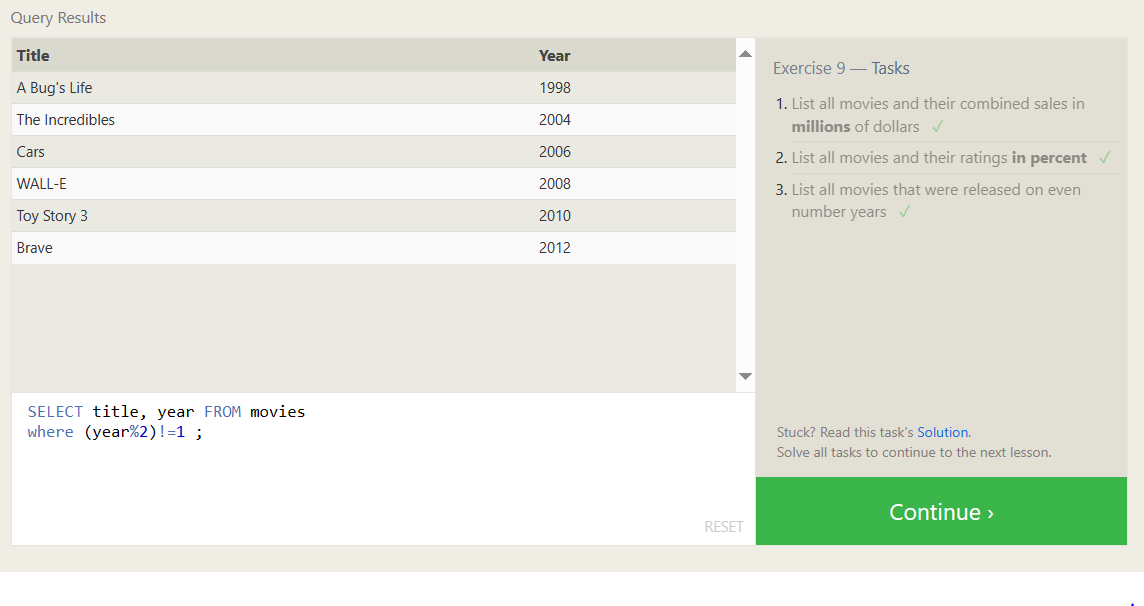 Query Results
Title Year
A Bug's Life 1998
The Incredibles 2004
Cars 2006
WALL-E 2008
Toy Story 3 2010
Brave 2012
SELECT title, year FROM movies
where (year%2)!=1 ;
RESET
Exercise 9 — Tasks
1. List all movies and their combined sales in
millions of dollars ✓
2. List all movies and their ratings in percent ✓
3. List all movies that were released on even
number years ✓
Stuck? Read this task's Solution.
Solve all tasks to continue to the next lesson.
Continue ›